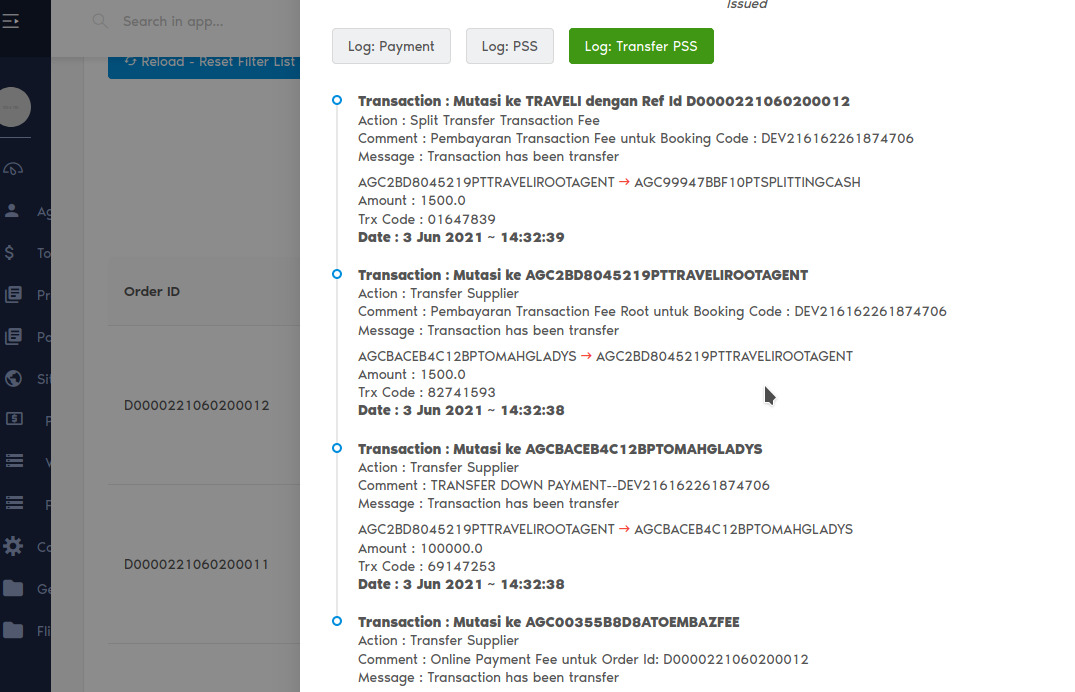 Issued
Search in app...
Log: Payment
Log: PSS
Log: Transfer PSS
Reload - Reset Filter List
Transaction : Mutasi ke TRAVELI dengan Ref Id D0000221060200012
Action : Split Transfer Transaction Fee
Comment : Pembayaran Transaction Fee untuk Booking Code : DEV216162261874706
Message : Transaction has been transfer
AGC2BD8045219PTTRAVELIROOTAGENT → AGC99947BBF10PTSPLITTINGCASH
Amount : 1500.0
Trx Code : 01647839
Date : 3 Jun 2021 ~ 14:32:39
Transaction : Mutasi ke AGC2BD8045219PTTRAVELIROOTAGENT
Action : Transfer Supplier
Comment : Pembayaran Transaction Fee Root untuk Booking Code : DEV216162261874706
Message : Transaction has been transfer
AGCBACEB4C12BPTOMAHGLADYS → AGC2BD8045219PTTRAVELIROOTAGENT
Amount : 1500.0
Trx Code : 82741593
Date : 3 Jun 2021 ~ 14:32:38
Transaction : Mutasi ke AGCBACEB4C12BPTOMAHGLADYS
Action : Transfer Supplier
Comment : TRANSFER DOWN PAYMENT--DEV216162261874706
Message : Transaction has been transfer
AGC2BD8045219PTTRAVELIROOTAGENT → AGCBACEB4C12BPTOMAHGLADYS
Amount : 100000.0
Trx Code : 69147253
Date : 3 Jun 2021 ~ 14:32:38
Transaction : Mutasi ke AGC00355B8D8ATOEMBAZFEE
Action : Transfer Supplier
Comment : Online Payment Fee untuk Order Id: D0000221060200012
Message : Transaction has been transfer
Order ID
D0000221060200012
D0000221060200011
Ag
To
Pr
Po
Sit
P
V
P
Co
Ge
Fli